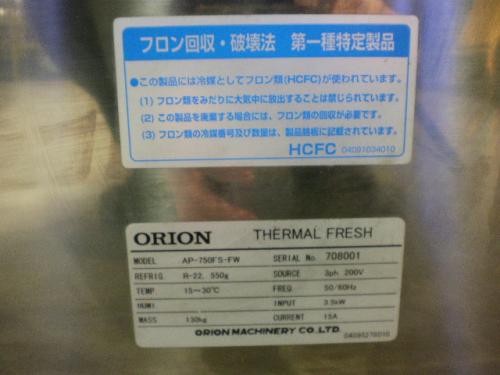 フロン回収・破壊法 第一種特定製品
●この製品には冷媒としてフロン類(HCFC)が使われています。
(1) フロン類をみだりに大気中に放出することは禁じられています。
(2) この製品を廃棄する場合には、フロン類の回収が必要です。
(3) フロン類の冷媒番号及び数量は、製品銘板に記載されています。
HCFC 04091034010
ORION THERMAL FRESH
MODEL AP-750FS-FW SERIAL No. 708001
REFRIG. R-22, 550g SOURCE 3ph 200V
TEMP. 15〜30℃ FREQ. 50/60Hz
HUMI. INPUT 3.5kW
MASS 130kg CURRENT 15A
ORION MACHINERY CO.,LTD.
04095276010